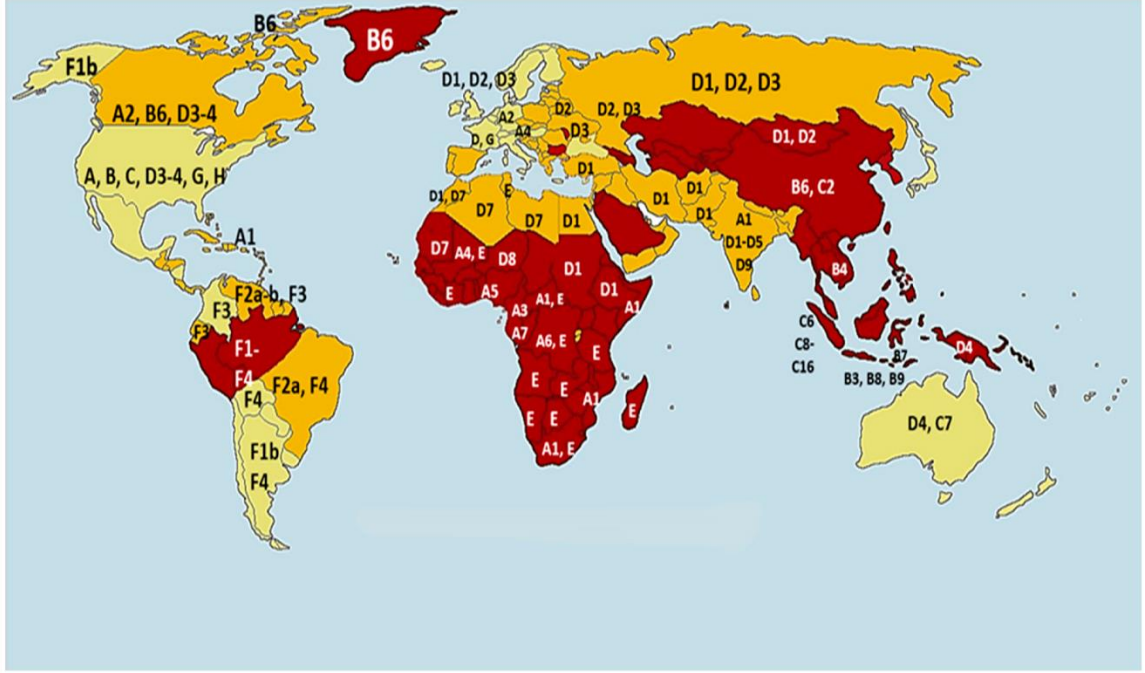 B6
B6
F1b
A2, B6, D3-4
A, B, C, D3-4, G, H
A1
F2a-b, F3
F3
F3
F1-
F4
F2a, F4
F4
F1b
F4
D1, D2, D3
D1, D2, D3
D2
D2, D3
A2
A4
D3
D, G
D1
D1, D2
B6, C2
D1, D7
E
D7
D7
D1
D1
D1
D1
A1
D1-D5
D9
D7
A4, E
D8
D1
D1
E
A5
A1, E
A1
A3
A7
A6, E
E
E
E
A1
E
E
E
A1, E
B4
C6
C8-
C16
B7
B3, B8, B9
D4
D4, C7